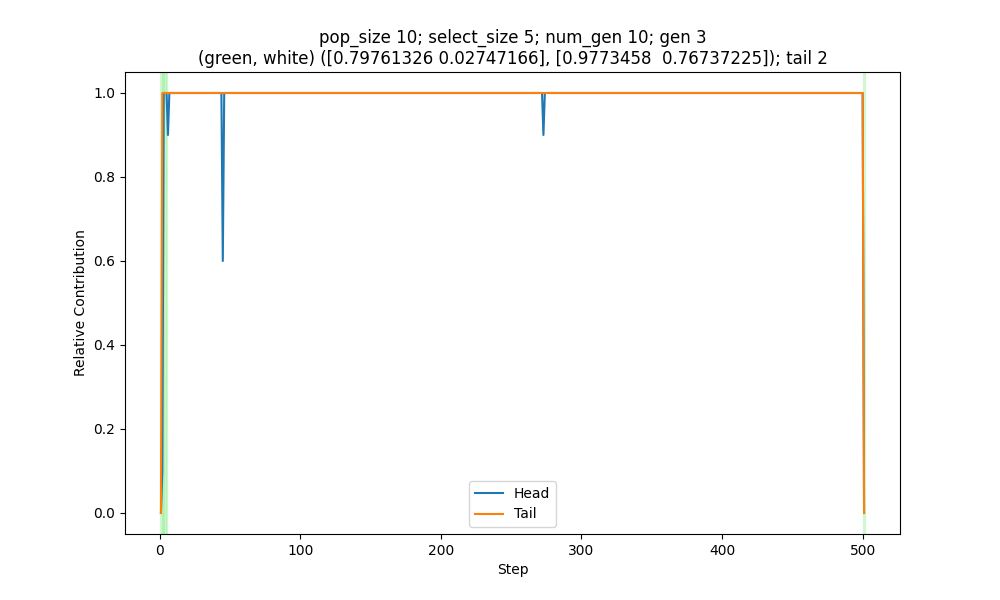 pop_size 10; select_size 5; num_gen 10; gen 3
(green, white) ([0.79761326 0.02747166], [0.9773458  0.76737225]); tail 2
1.0
0.8
0.6
0.4
0.2
0.0
Relative Contribution
Head
Tail
0 100 200 300 400 500
Step